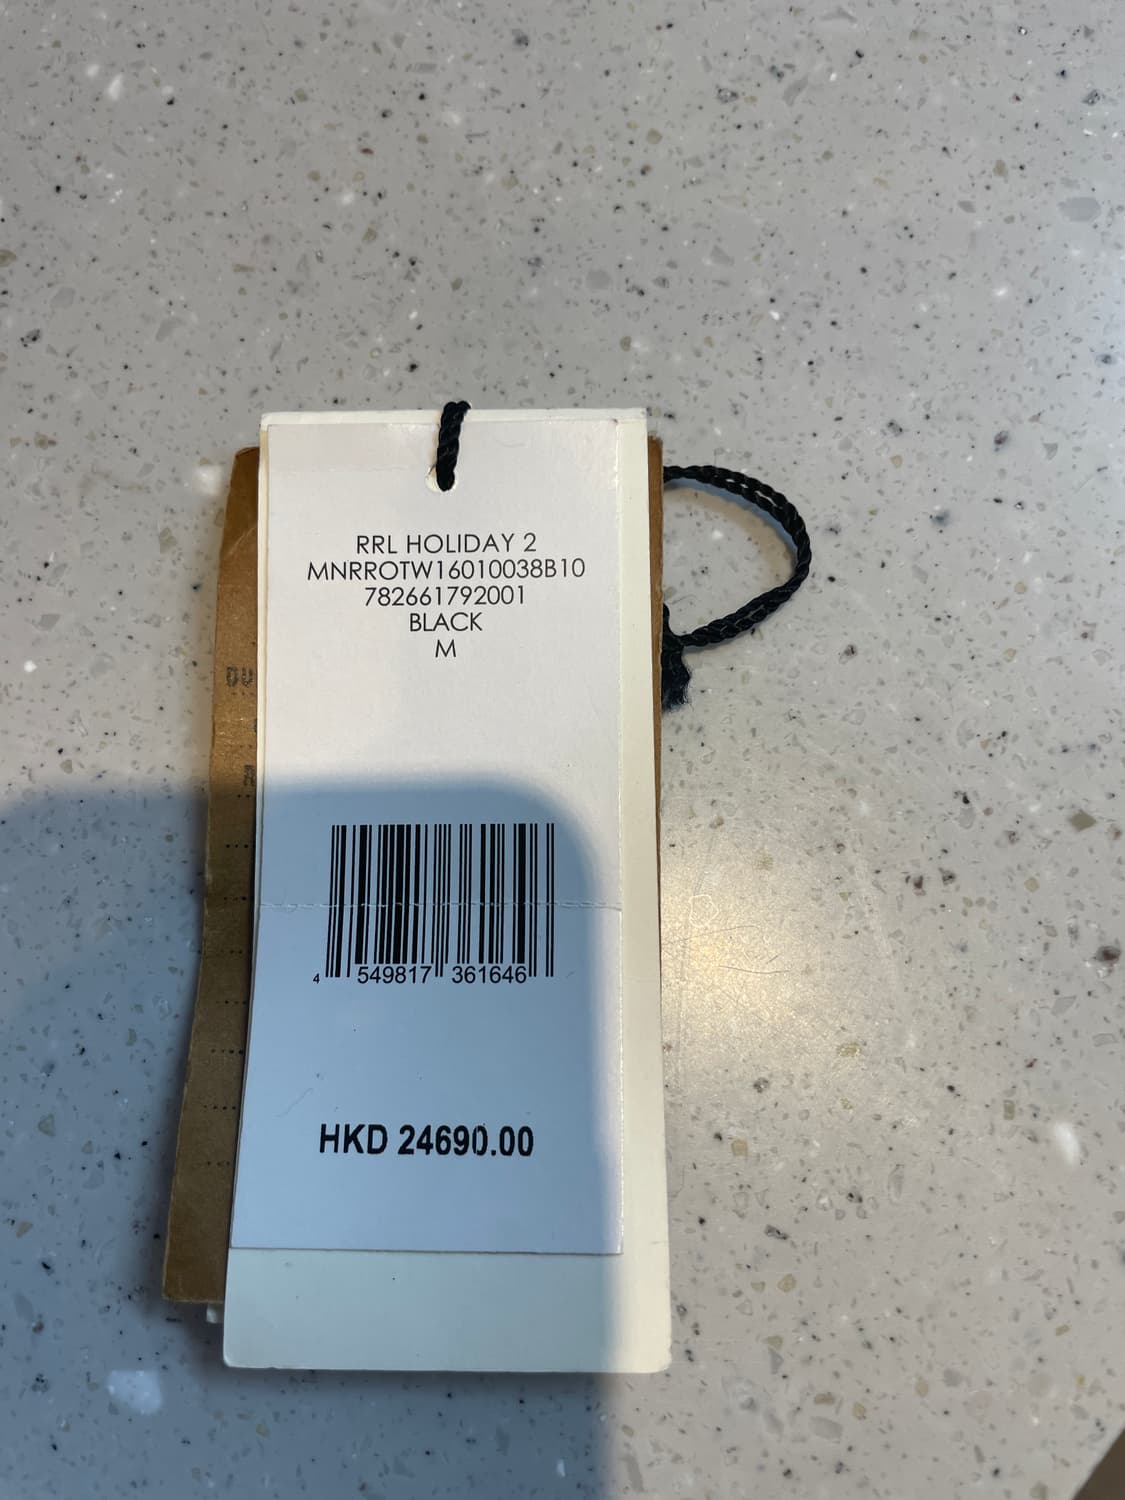 RRL HOLIDAY 2
MNRROTW16010038B10
782661792001
BLACK
M
4 549817 361646
HKD 24690.00